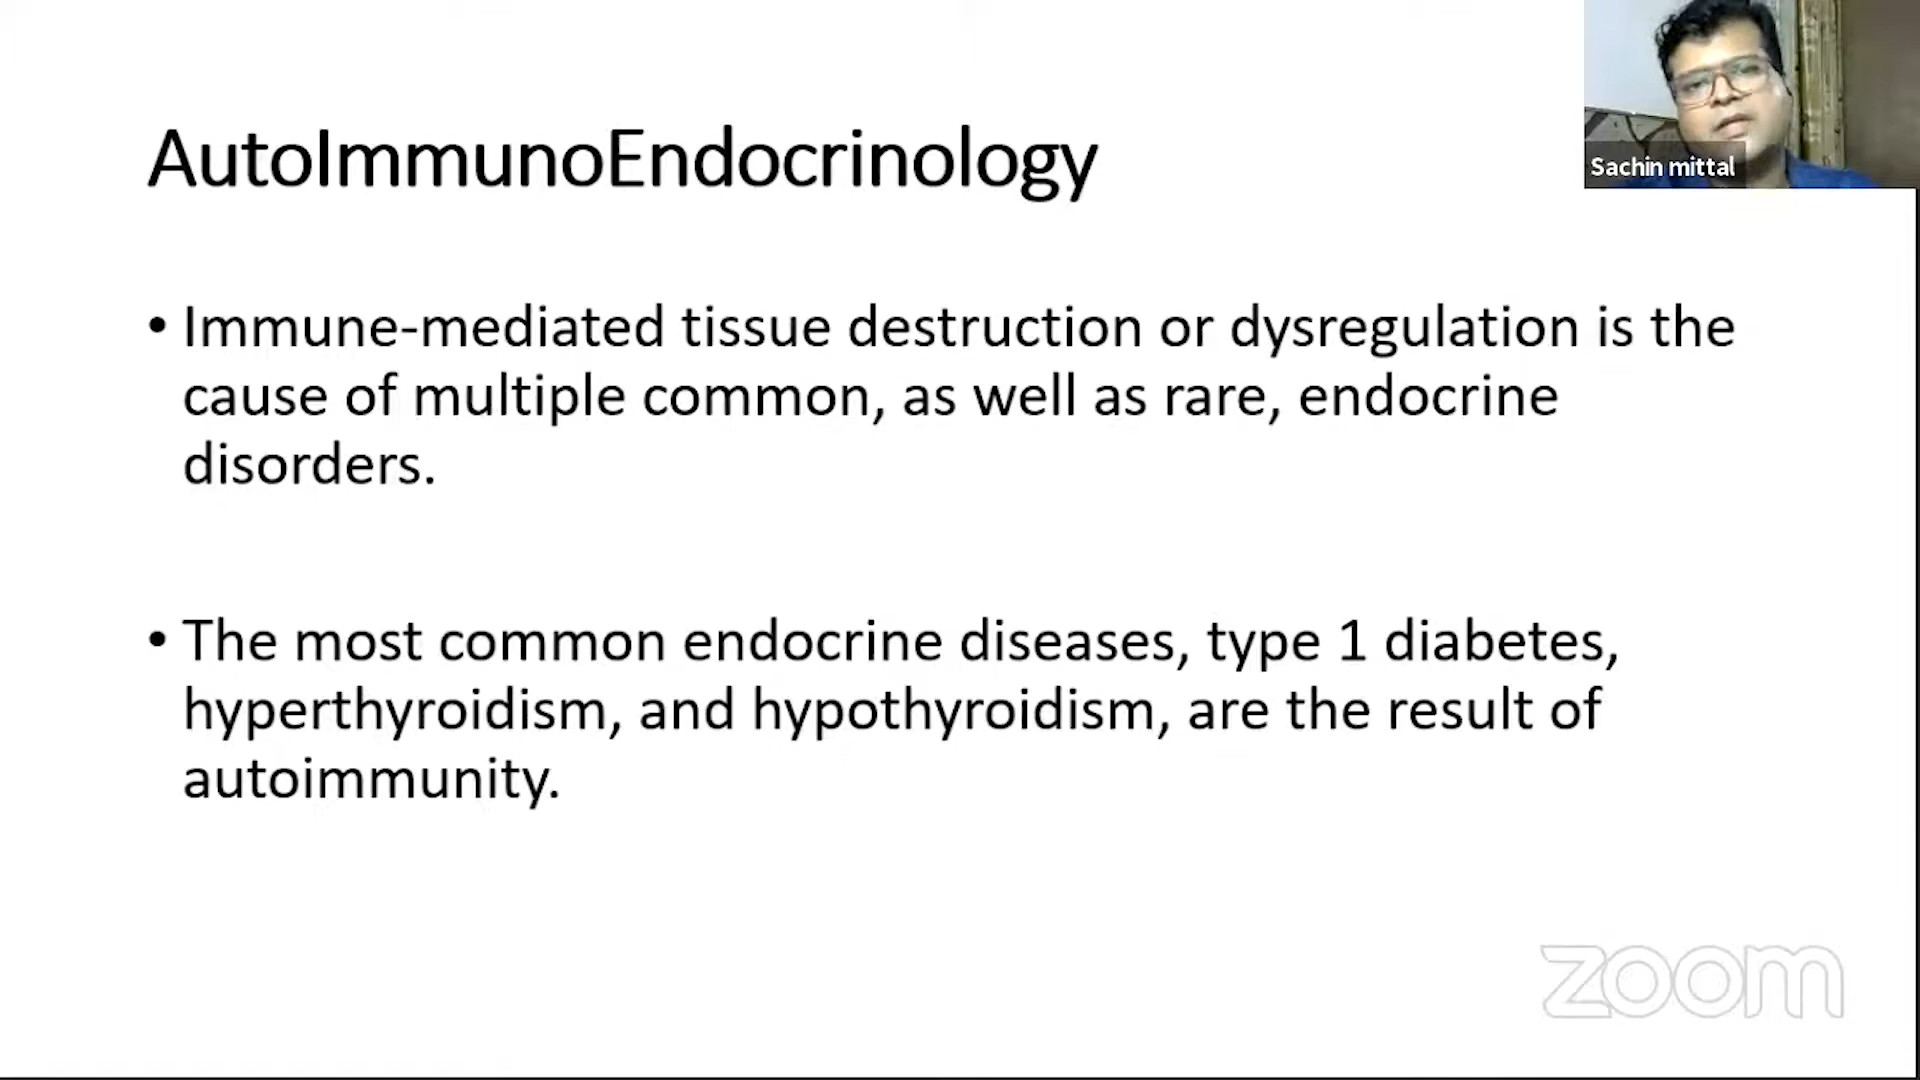 AutoImmunoEndocrinology
Sachin mittal
• Immune-mediated tissue destruction or dysregulation is the
cause of multiple common, as well as rare, endocrine
disorders.
• The most common endocrine diseases, type 1 diabetes,
hyperthyroidism, and hypothyroidism, are the result of
autoimmunity.
zoom